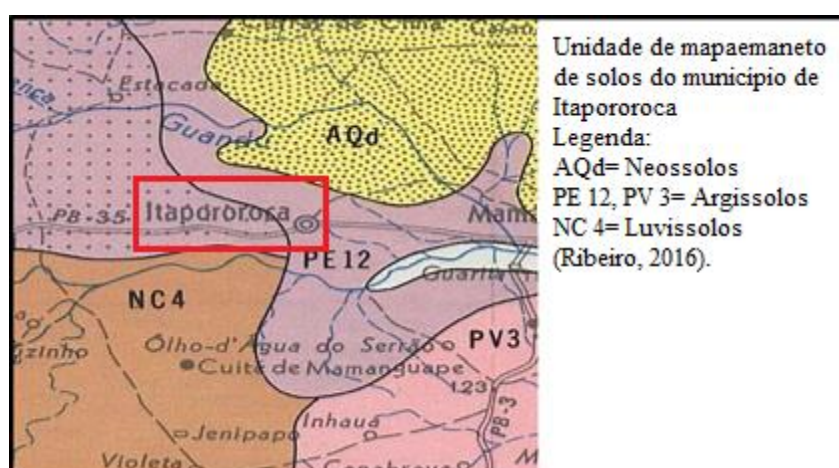 Estacada
Guandu
AQd
PB-35
Itapororoca
PE 12
Guarita
NC 4
Ôlho-d'Água do Serrão
PV3
Cuité de Mamanguape
123
PB-3
Inhauá
Jenipapo
Violeta
Unidade de mapaemaneto
de solos do município de
Itapororoca
Legenda:
AQd= Neossolos
PE 12, PV 3= Argissolos
NC 4= Luvissolos
(Ribeiro, 2016).